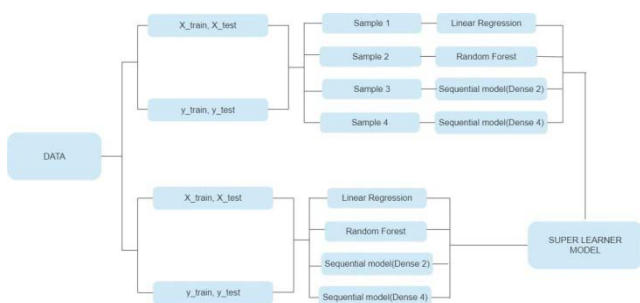 X_train, X_test
Sample 1
Linear Regression
Sample 2
Random Forest
y_train, y_test
Sample 3
Sequential model(Dense 2)
Sample 4
Sequential model(Dense 4)
DATA
X_train, X_test
Linear Regression
Random Forest
Sequential model(Dense 2)
y_train, y_test
Sequential model(Dense 4)
SUPER LEARNER
MODEL